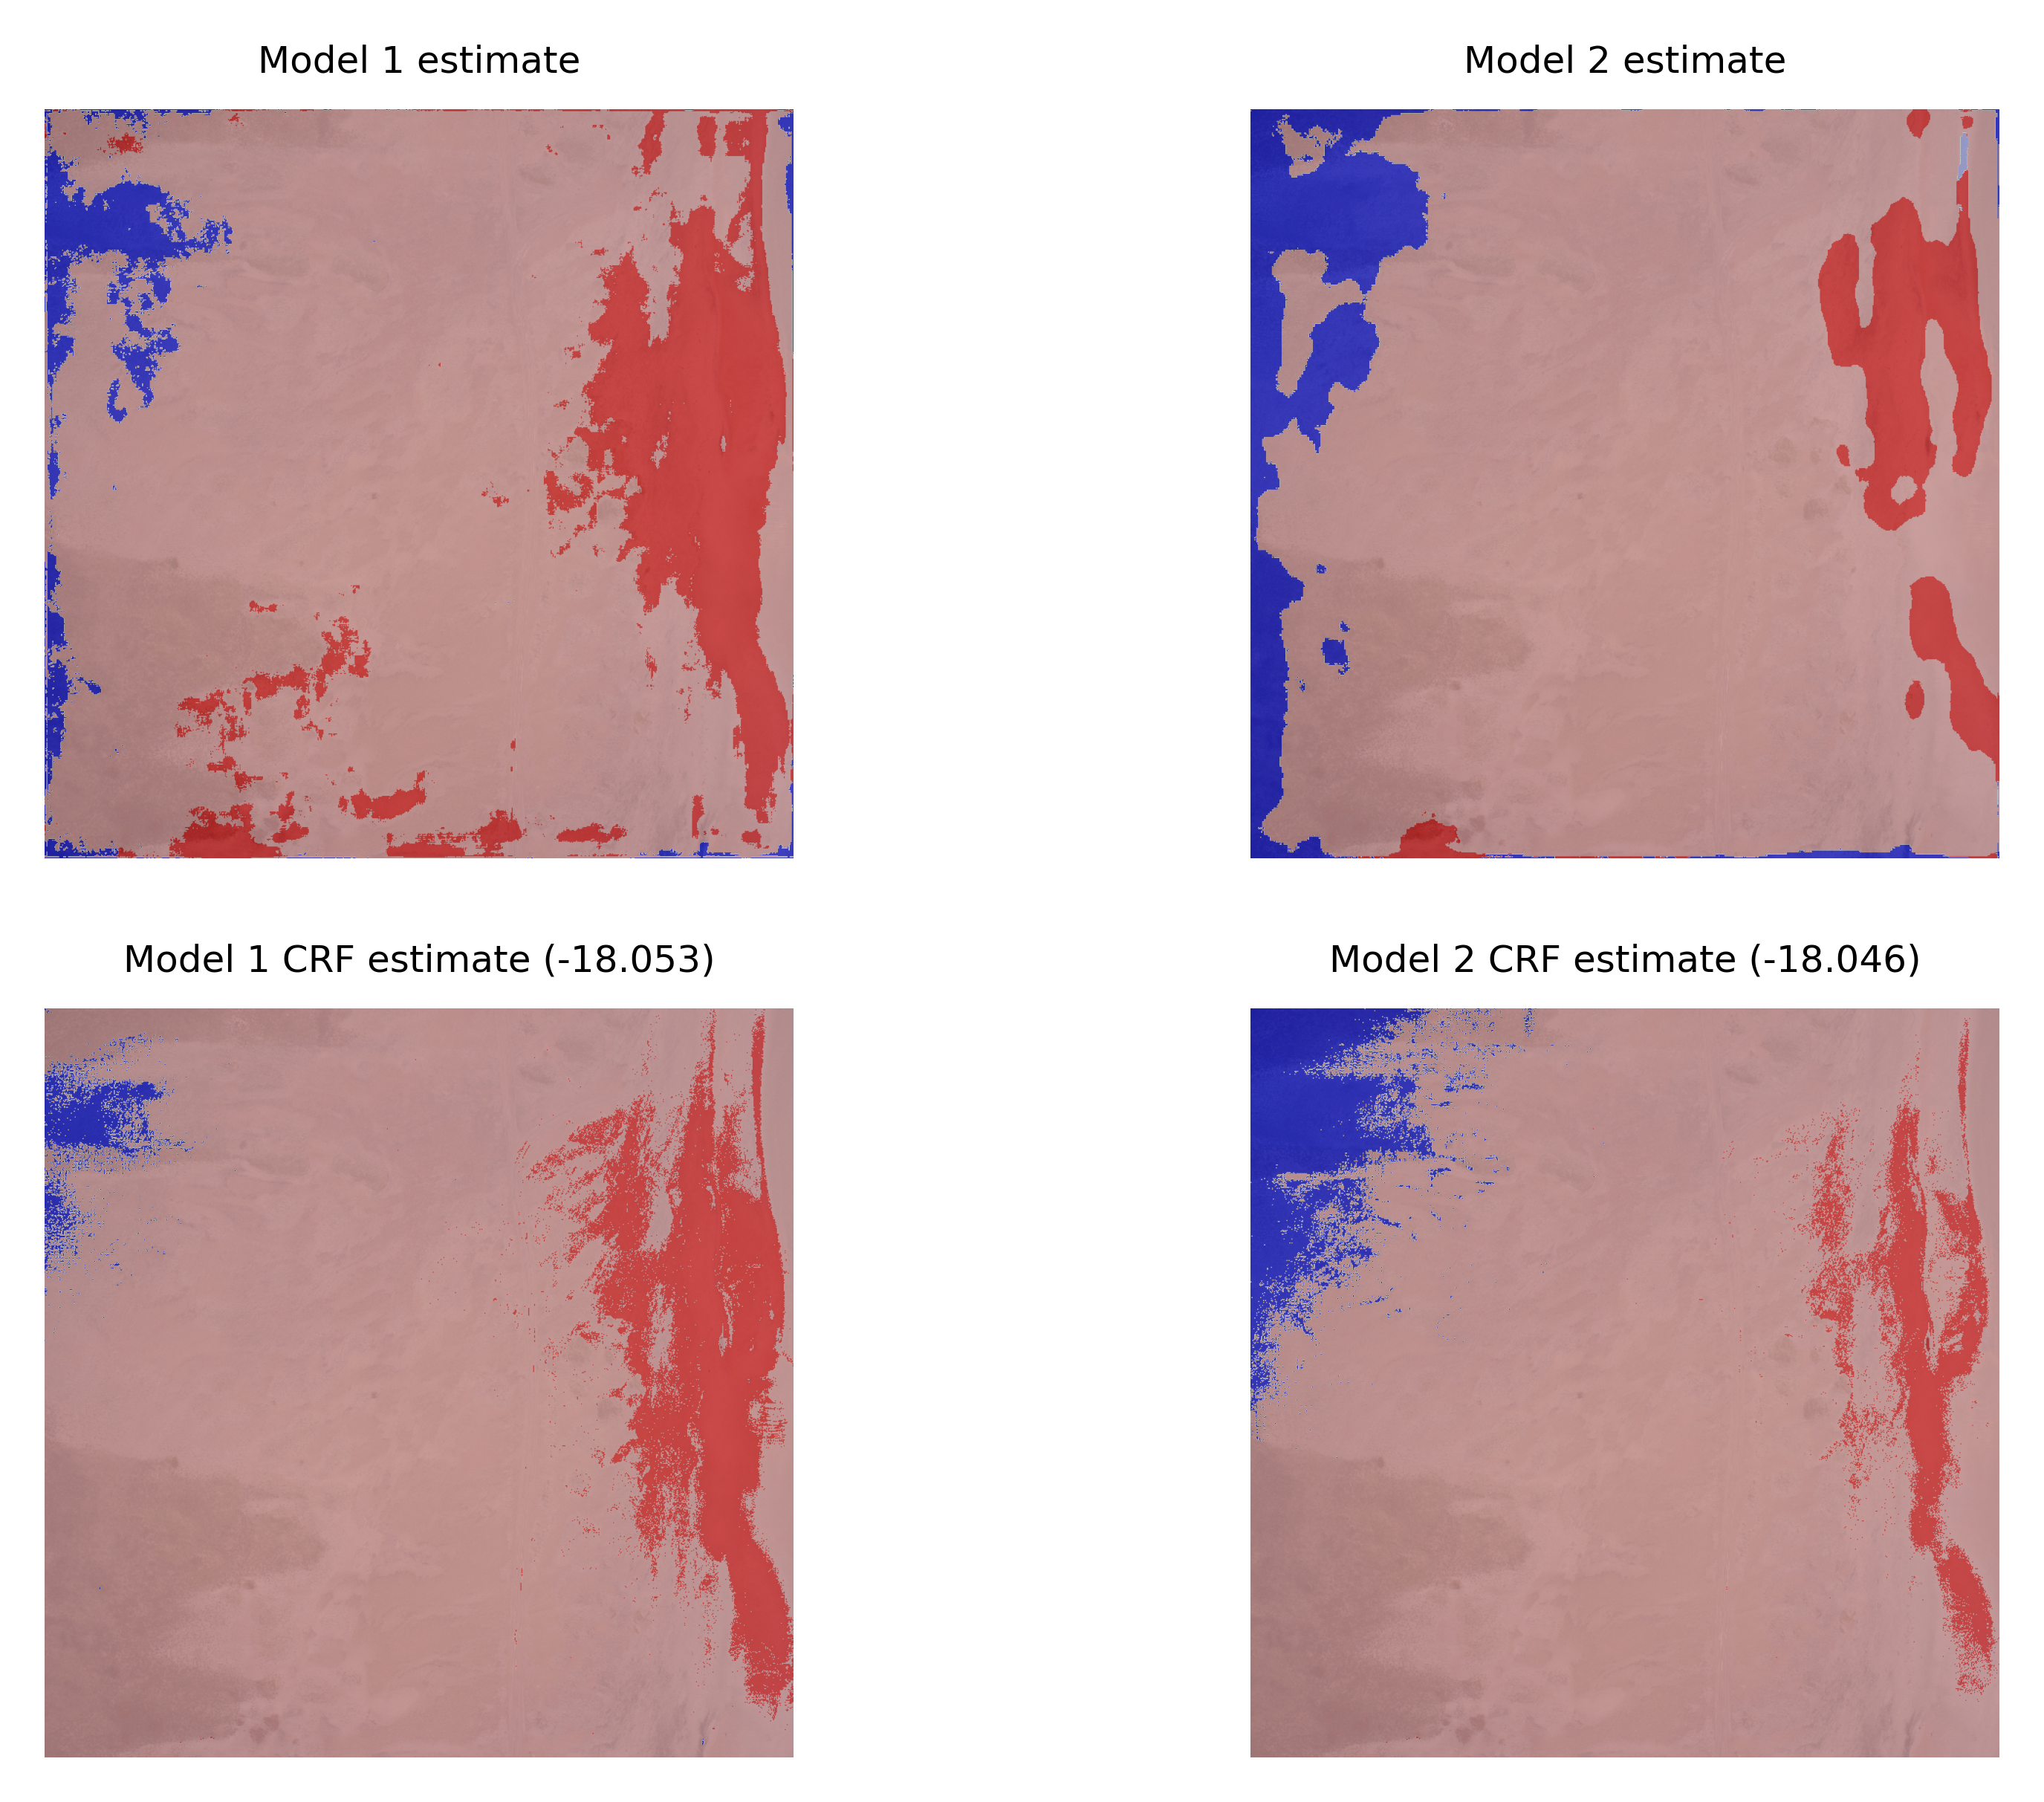 Model 1 estimate
Model 2 estimate
Model 1 CRF estimate (-18.053)
Model 2 CRF estimate (-18.046)